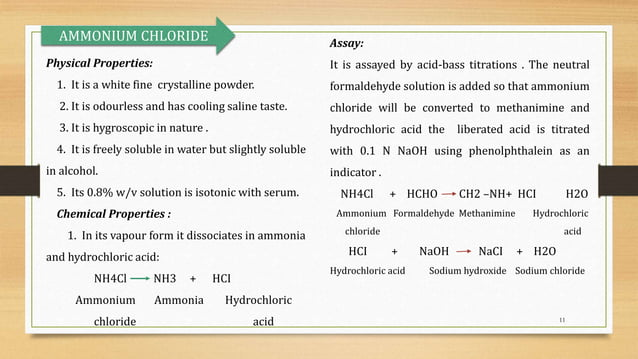 AMMONIUM CHLORIDE
Physical Properties:
1. It is a white fine crystalline powder.
2. It is odourless and has cooling saline taste.
3. It is hygroscopic in nature .
4. It is freely soluble in water but slightly soluble
in alcohol.
5. Its 0.8% w/v solution is isotonic with serum.
Chemical Properties :
1. In its vapour form it dissociates in ammonia
and hydrochloric acid:
NH4Cl NH3 + HCI
Ammonium Ammonia Hydrochloric
chloride acid
Assay:
It is assayed by acid-bass titrations . The neutral
formaldehyde solution is added so that ammonium
chloride will be converted to methanimine and
hydrochloric acid the liberated acid is titrated
with 0.1 N NaOH using phenolphthalein as an
indicator .
NH4Cl + HCHO CH2 –NH+ HCI H2O
Ammonium Formaldehyde Methanimine Hydrochloric
chloride acid
HCI + NaOH NaCI + H2O
Hydrochloric acid Sodium hydroxide Sodium chloride
11